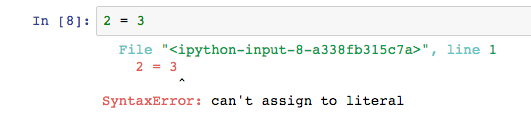 In [8]: 2 = 3
File "<ipython-input-8-a338fb315c7a>", line 1
2 = 3
^
SyntaxError: can't assign to literal